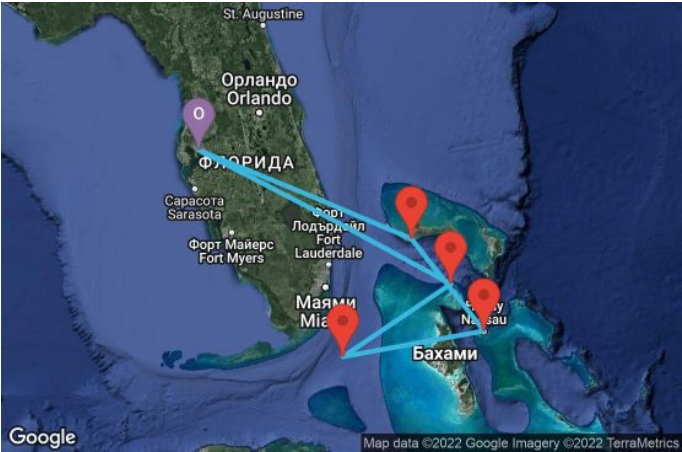 St. Augustine
Орландо
Orlando
O
ФЛОРИДА
Сарасота
Sarasota
Форт
Лодърдейл
Fort
Lauderdale
Форт Майерс
Fort Myers
Маями
Nassau
Бахами
Google
Map data ©2022 Google Imagery ©2022 TerraMetrics